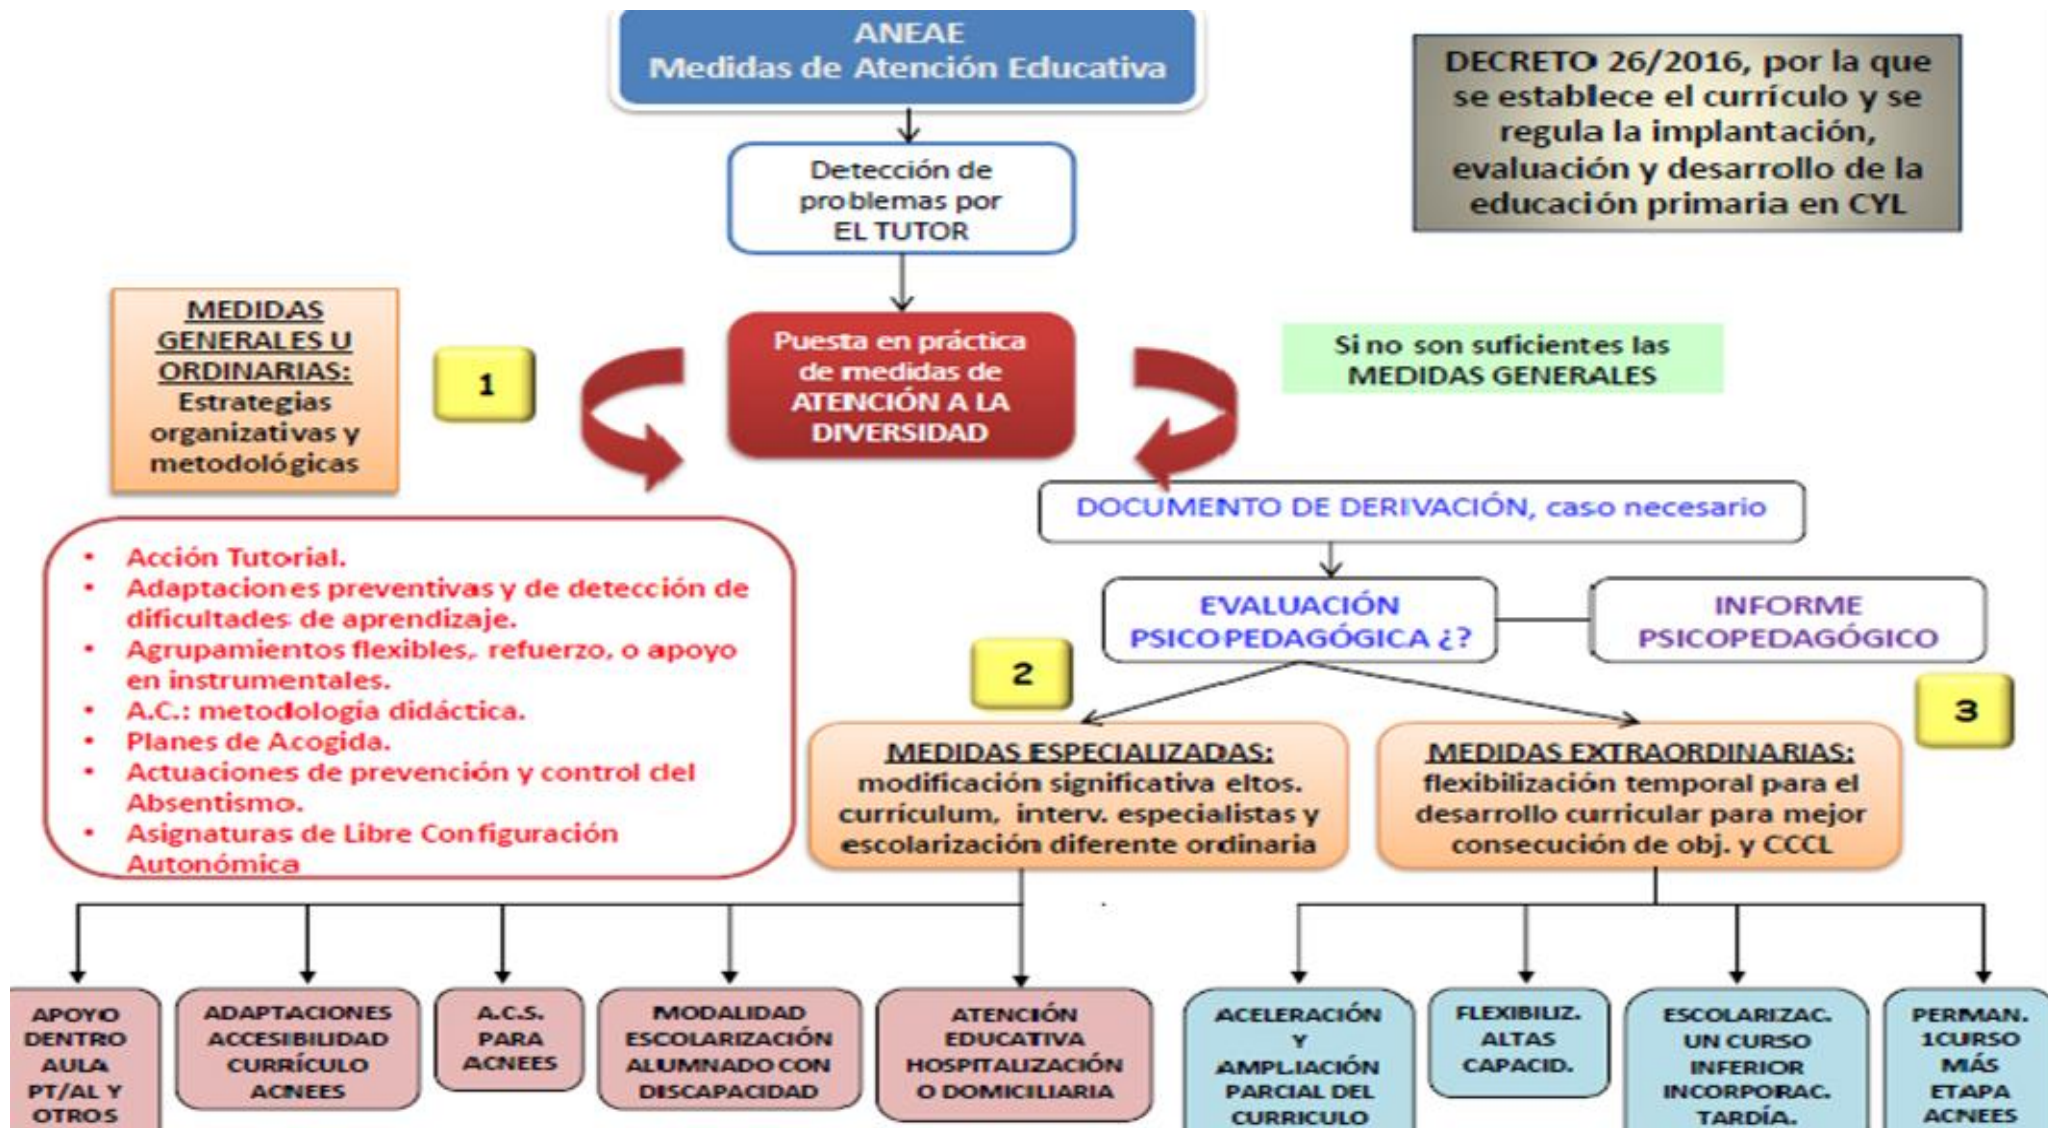 ANEAE
Medidas de Atención Educativa
DECRETO 26/2016, por la que
se establece el currículo y se
regula la implantación,
evaluación y desarrollo de la
educación primaria en CYL
Detección de
problemas por
EL TUTOR
MEDIDAS
GENERALES U
ORDINARIAS:
Estrategias
organizativas y
metodológicas
1
Puesta en práctica
de medidas de
ATENCIÓN A LA
DIVERSIDAD
Si no son suficientes las
MEDIDAS GENERALES
DOCUMENTO DE DERIVACIÓN, caso necesario
• Acción Tutorial.
• Adaptaciones preventivas y de detección de
dificultades de aprendizaje.
• Agrupamientos flexibles, refuerzo, o apoyo
en instrumentales.
• A.C.: metodología didáctica.
• Planes de Acogida.
• Actuaciones de prevención y control del
Absentismo.
• Asignaturas de Libre Configuración
Autonómica
EVALUACIÓN
PSICOPEDAGÓGICA ¿?
INFORME
PSICOPEDAGÓGICO
2
3
MEDIDAS ESPECIALIZADAS:
modificación significativa eltos.
currículum, interv. especialistas y
escolarización diferente ordinaria
MEDIDAS EXTRAORDINARIAS:
flexibilización temporal para el
desarrollo curricular para mejor
consecución de obj. y CCCL
APOYO
DENTRO
AULA
PT/AL Y
OTROS
ADAPTACIONES
ACCESIBILIDAD
CURRÍCULO
ACNEES
A.C.S.
PARA
ACNEES
MODALIDAD
ESCOLARIZACIÓN
ALUMNADO CON
DISCAPACIDAD
ATENCIÓN
EDUCATIVA
HOSPITALIZACIÓN
O DOMICILIARIA
ACELERACIÓN
Y
AMPLIACIÓN
PARCIAL DEL
CURRICULO
FLEXIBILIZ.
ALTAS
CAPACID.
ESCOLARIZAC.
UN CURSO
INFERIOR
INCORPORAC.
TARDÍA.
PERMAN.
1CURSO
MÁS
ETAPA
ACNEES